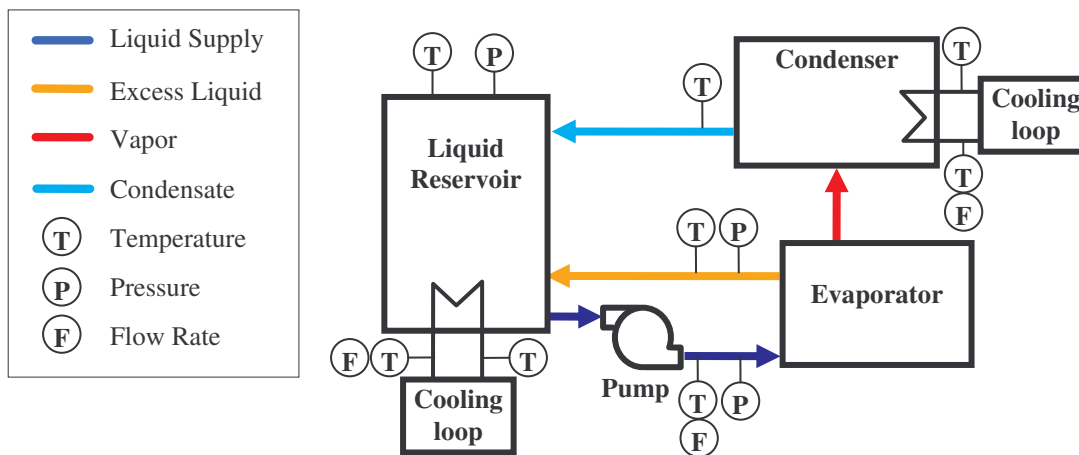 Liquid Supply
Excess Liquid
Vapor
Condensate
T Temperature
P Pressure
F Flow Rate
T P
Liquid
Reservoir
F T T
Cooling
loop
T
Condenser
T
Cooling
loop
T
F
T P
Evaporator
Pump
T P
F